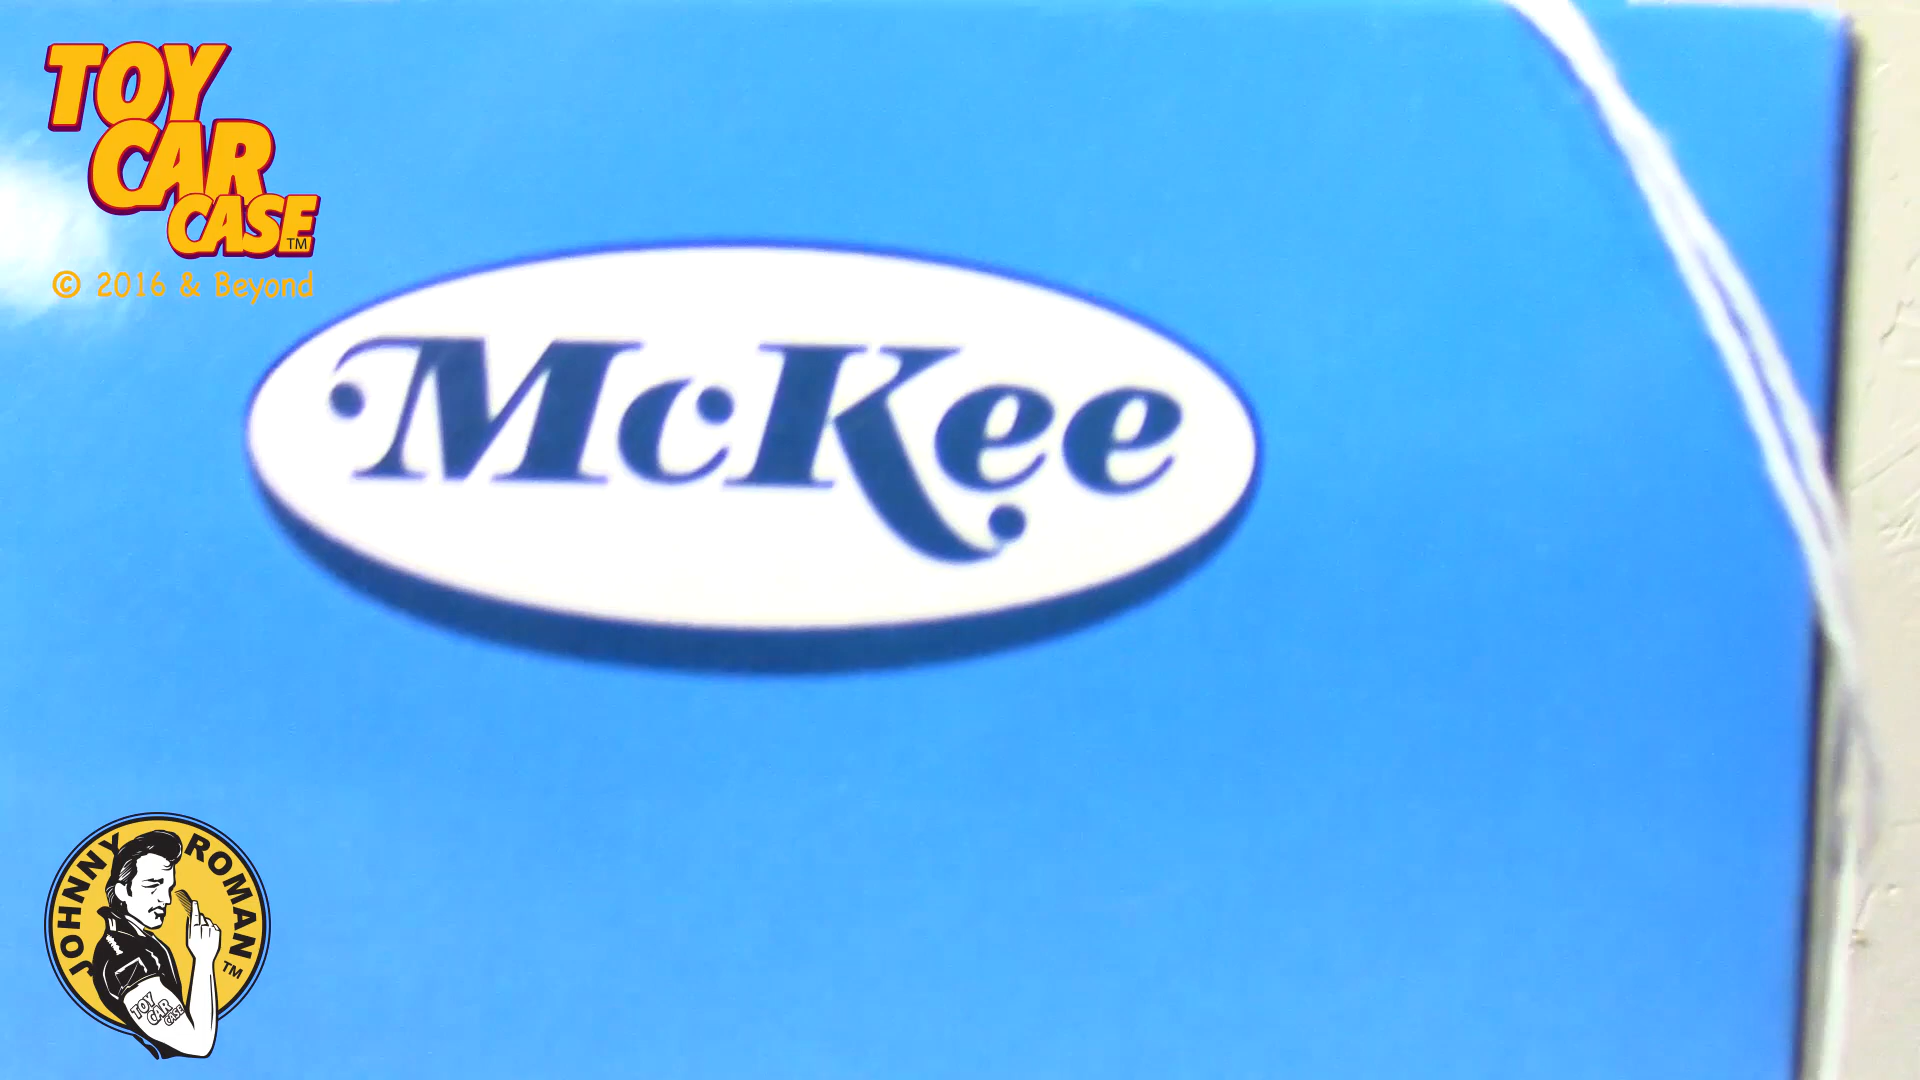 TOY
CAR
CASE TM
© 2016 & Beyond
McKee
JOHNNY ROMAN TM
TOY
CAR
CASE